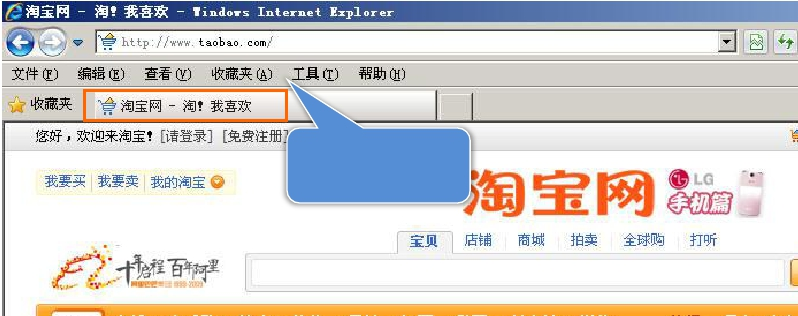 淘宝网 - 淘! 我喜欢 - Windows Internet Explorer
http://www.taobao.com/
文件(F) 编辑(E) 查看(V) 收藏夹(A) 工具(T) 帮助(H)
收藏夹 淘宝网 - 淘! 我喜欢
您好，欢迎来淘宝! [请登录] [免费注册]
我要买 我要卖 我的淘宝
淘宝网 LG 手机篇
宝贝 店铺 商城 拍卖 全球购 打听
十年启程 百年阿里